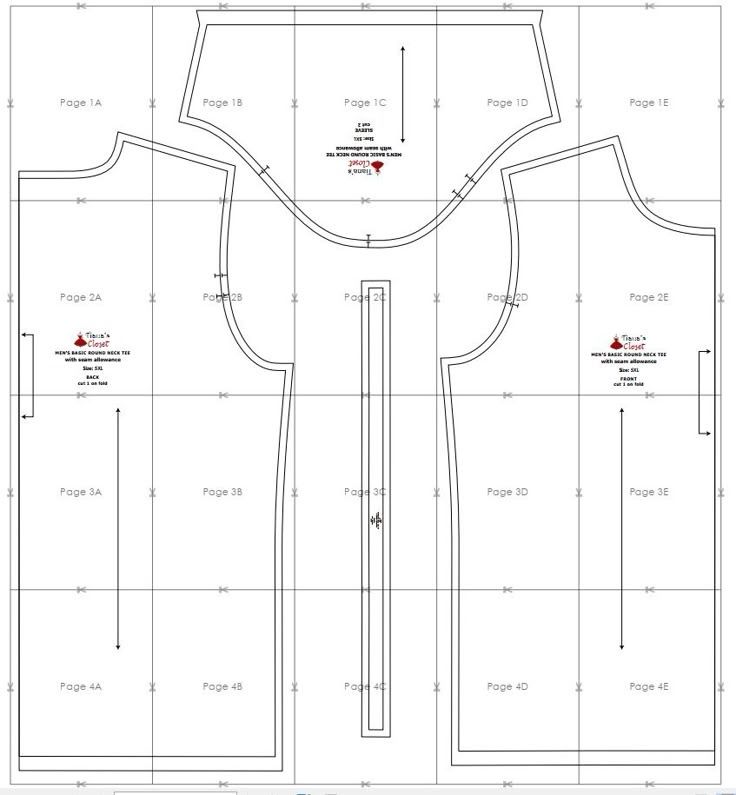 Page 1A
Page 1B
Page 1C
Page 1D
Page 1E
Tiana's
Closet
MEN'S BASIC ROUND NECK TEE
with seam allowance
Size: 5XL
SLEEVE
cut 2
Page 2A
Page 2B
Page 2C
Page 2D
Page 2E
Tiana's
Closet
MEN'S BASIC ROUND NECK TEE
with seam allowance
Size: 5XL
BACK
cut 1 on fold
Tiana's
Closet
MEN'S BASIC ROUND NECK TEE
with seam allowance
Size: 5XL
FRONT
cut 1 on fold
Page 3A
Page 3B
Page 3C
Page 3D
Page 3E
Page 4A
Page 4B
Page 4C
Page 4D
Page 4E